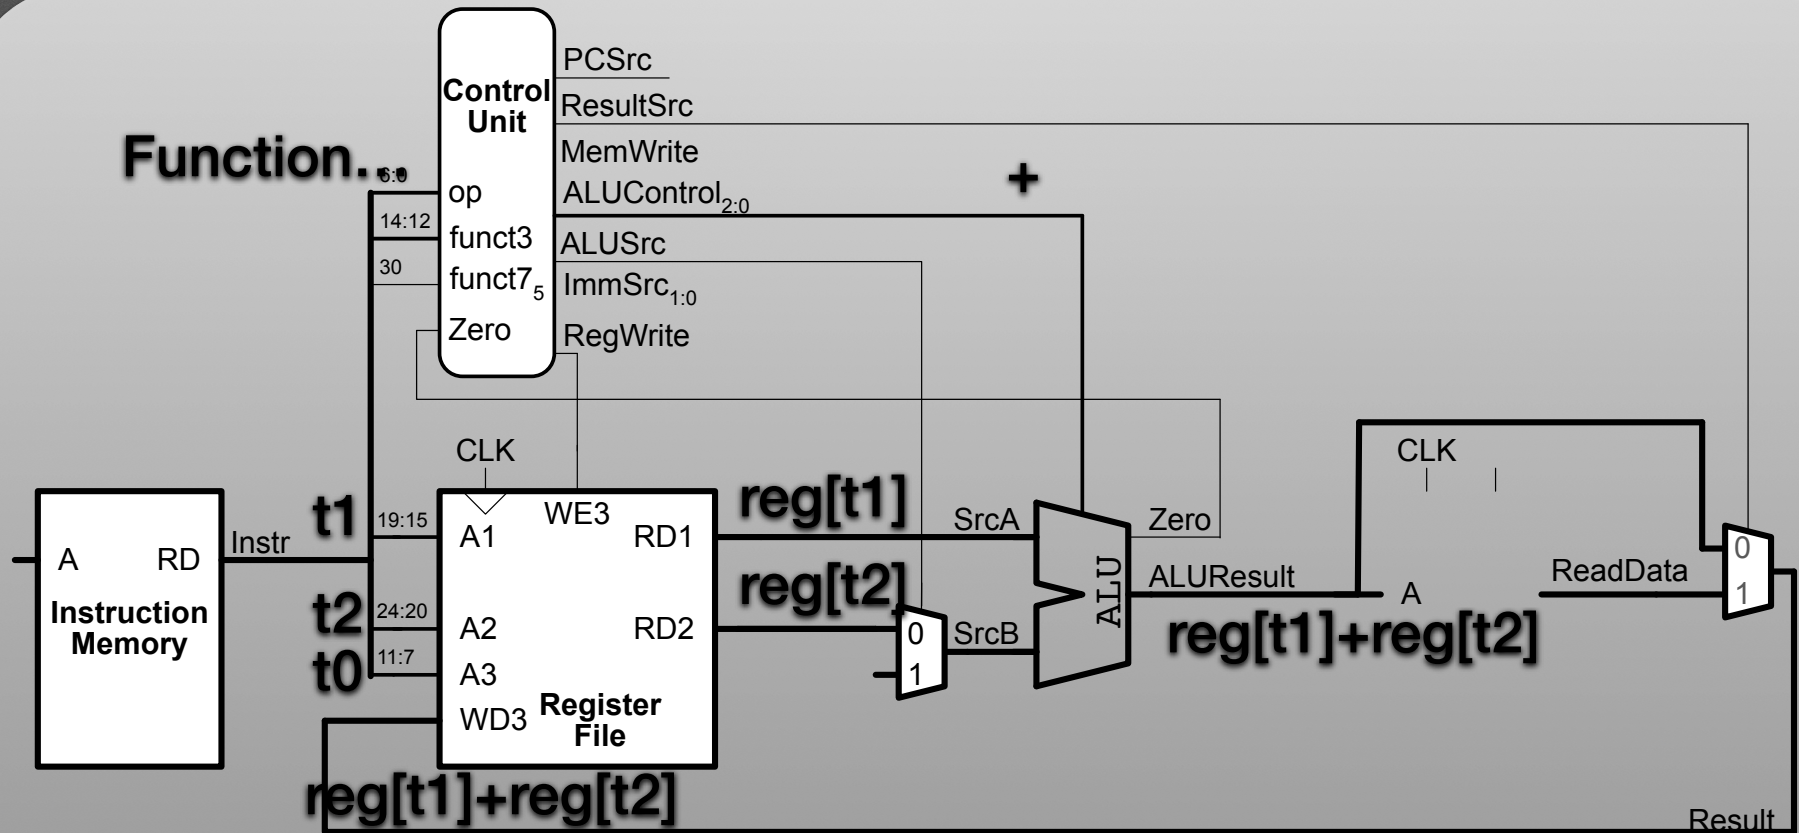 PCSrc
Control
Unit
ResultSrc
MemWrite
Function...
6:0
op
ALUControl2:0
+
14:12
funct3
ALUSrc
30
funct75
ImmSrc1:0
Zero
RegWrite
CLK
CLK
t1
19:15
A1
WE3
RD1
reg[t1]
SrcA
Zero
A
RD
Instr
0
Instruction
Memory
reg[t2]
ALU
ALUResult
A
ReadData
1
t2
24:20
A2
RD2
0
SrcB
reg[t1]+reg[t2]
t0
11:7
A3
1
WD3
Register
File
reg[t1]+reg[t2]
Result